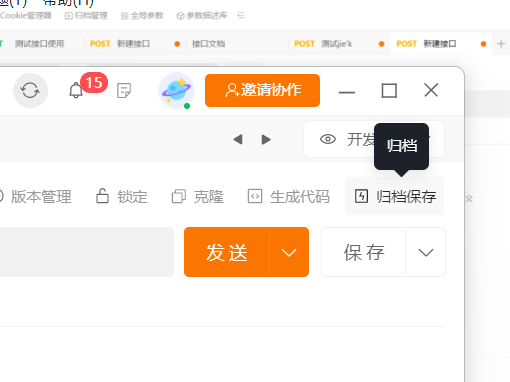 题(T) 帮助(H)
Cookie管理器 归档管理 全局参数 参数描述库
测试接口使用 POST 新建接口 接口文档 POST 测试jie'k POST 新建接口
15 邀请协作
归档
开发
版本管理 锁定 克隆 生成代码 归档保存
发送 保存
文